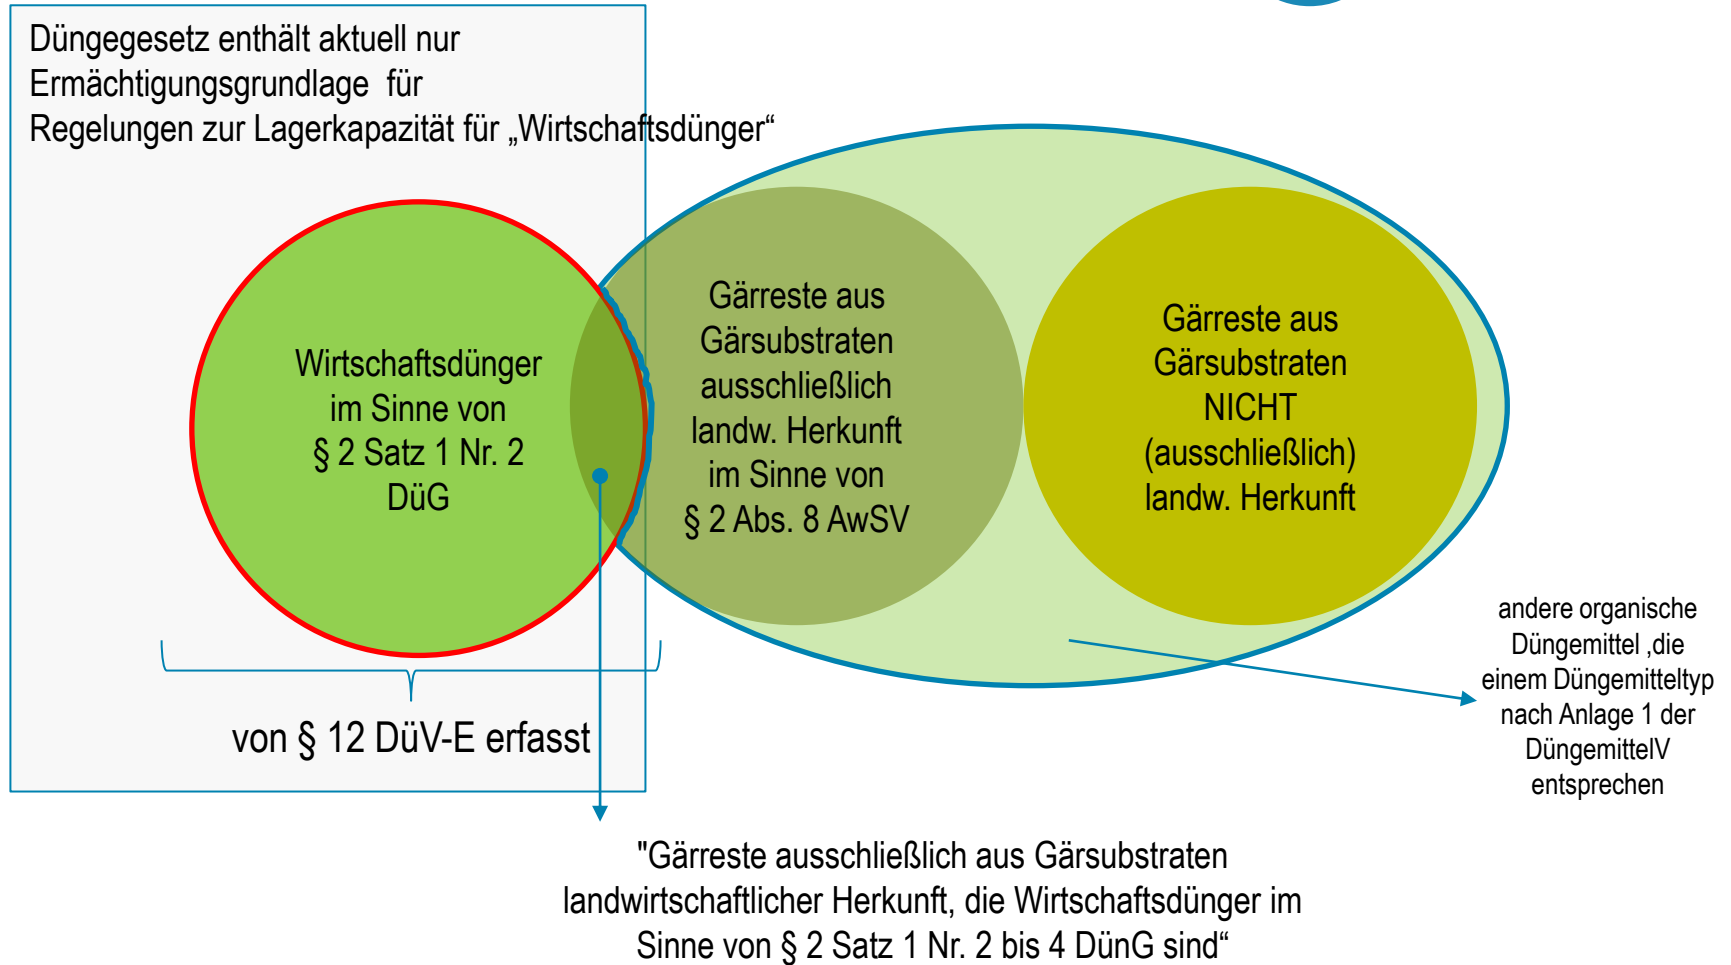 Düngegesetz enthält aktuell nur
Ermächtigungsgrundlage  für
Regelungen zur Lagerkapazität für „Wirtschaftsdünger“
Wirtschaftsdünger
im Sinne von
§ 2 Satz 1 Nr. 2
DüG
Gärreste aus
Gärsubstraten
ausschließlich
landw. Herkunft
im Sinne von
§ 2 Abs. 8 AwSV
Gärreste aus
Gärsubstraten
NICHT
(ausschließlich)
landw. Herkunft
andere organische
Düngemittel ,die
einem Düngemitteltyp
nach Anlage 1 der
DüngemittelV
entsprechen
von § 12 DüV-E erfasst
"Gärreste ausschließlich aus Gärsubstraten
landwirtschaftlicher Herkunft, die Wirtschaftsdünger im
Sinne von § 2 Satz 1 Nr. 2 bis 4 DünG sind“